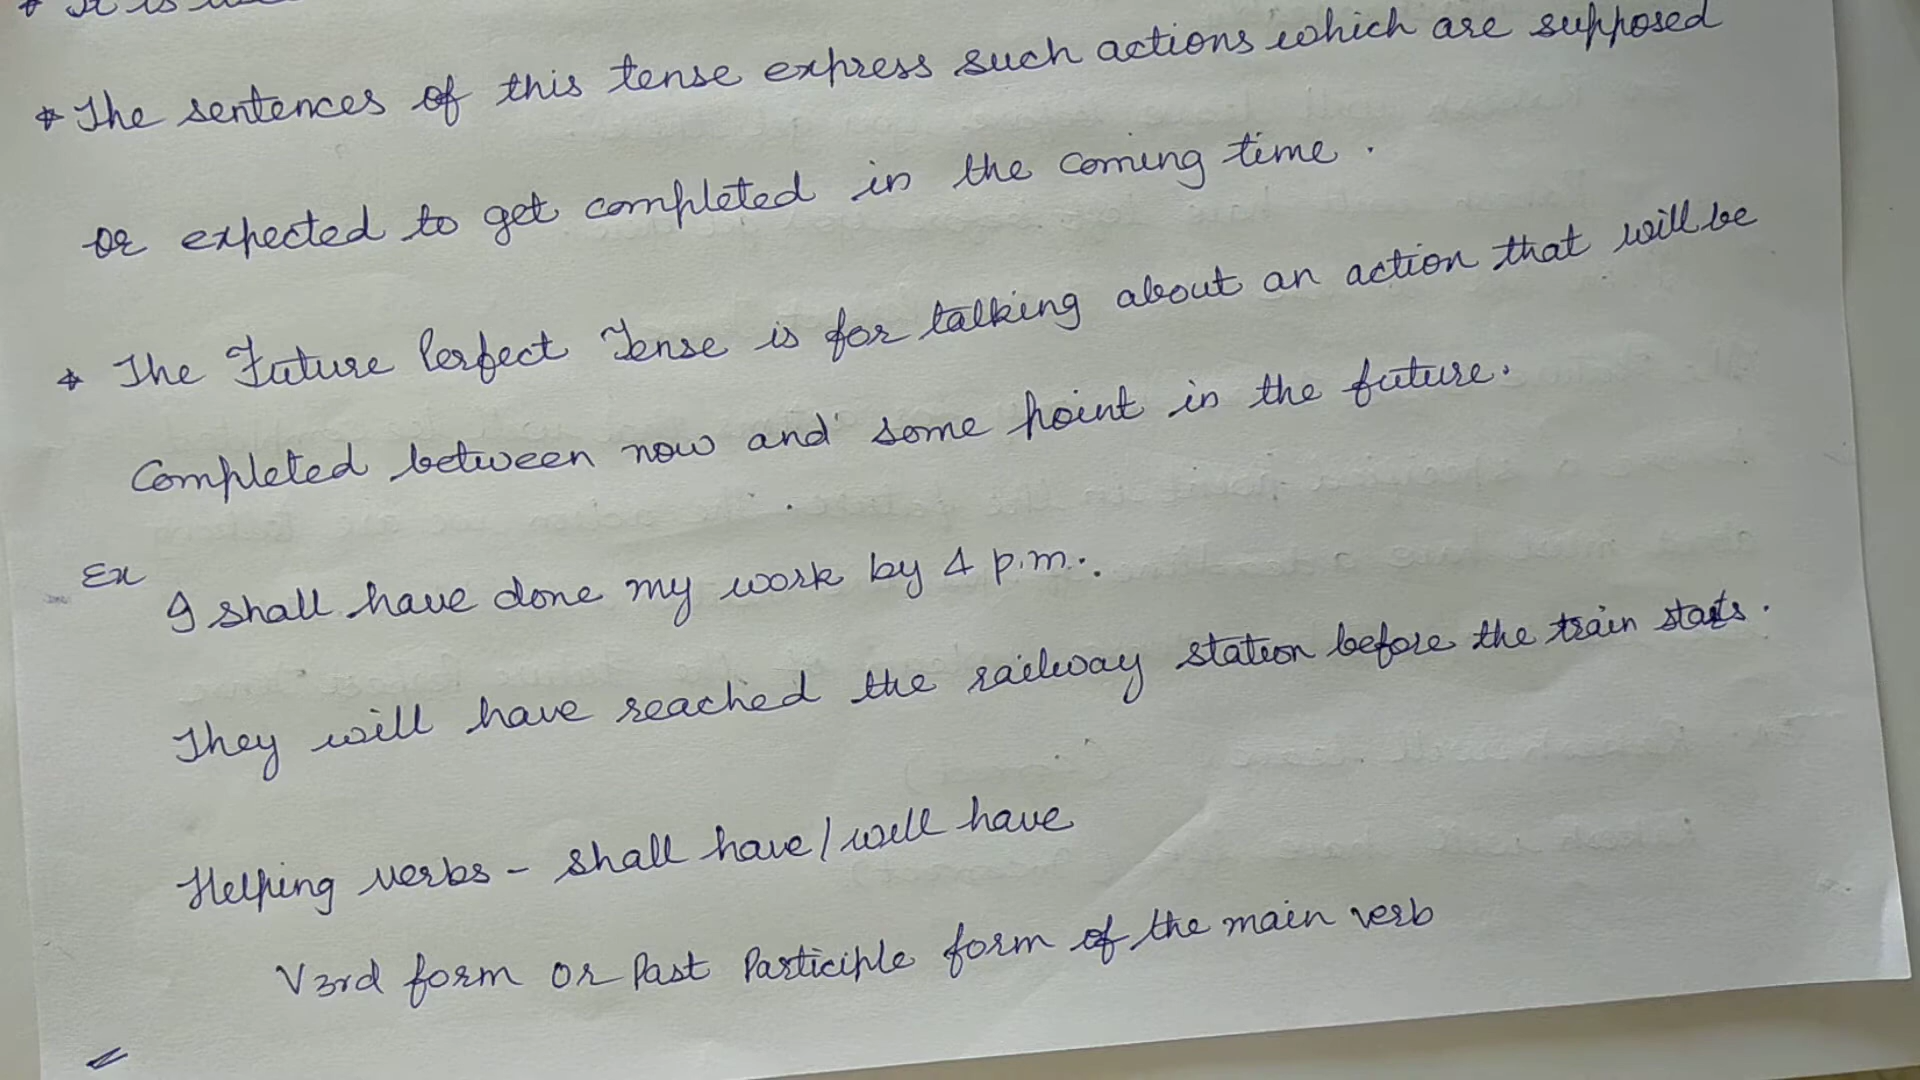 * It is
* The sentences of this tense express such actions which are supposed
or expected to get completed in the coming time.
* The Future Perfect Tense is for talking about an action that will be
Completed between now and some point in the future.
Ex
I shall have done my work by 4 p.m..
They will have reached the railway station before the train starts.
Helping verbs - shall have/will have
V3rd form or Past Participle form of the main verb